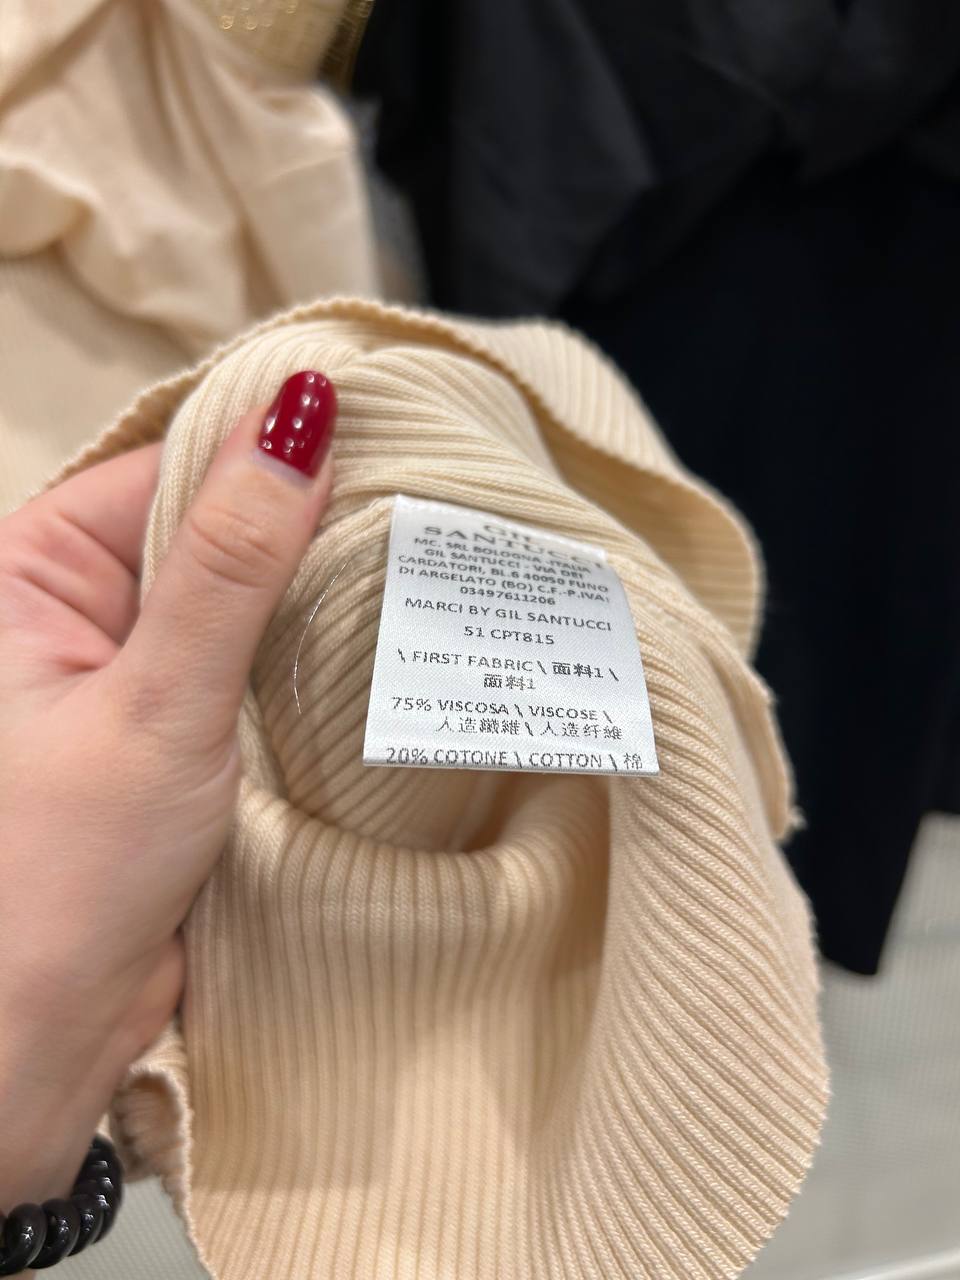 GIL
SANTUCCI
MC. SRL BOLOGNA -ITALIA
GIL SANTUCCI - VIA DEI
CARDATORI, BL.6 40050 FUNO
DI ARGELATO (BO) C.F.-P.IVA:
03497611206
MARCI BY GIL SANTUCCI
51 CPT815
\ FIRST FABRIC \ 面料1 \
面料1
75% VISCOSA \ VISCOSE \
人造纖維 \ 人造纤维
20% COTONE \ COTTON \ 棉